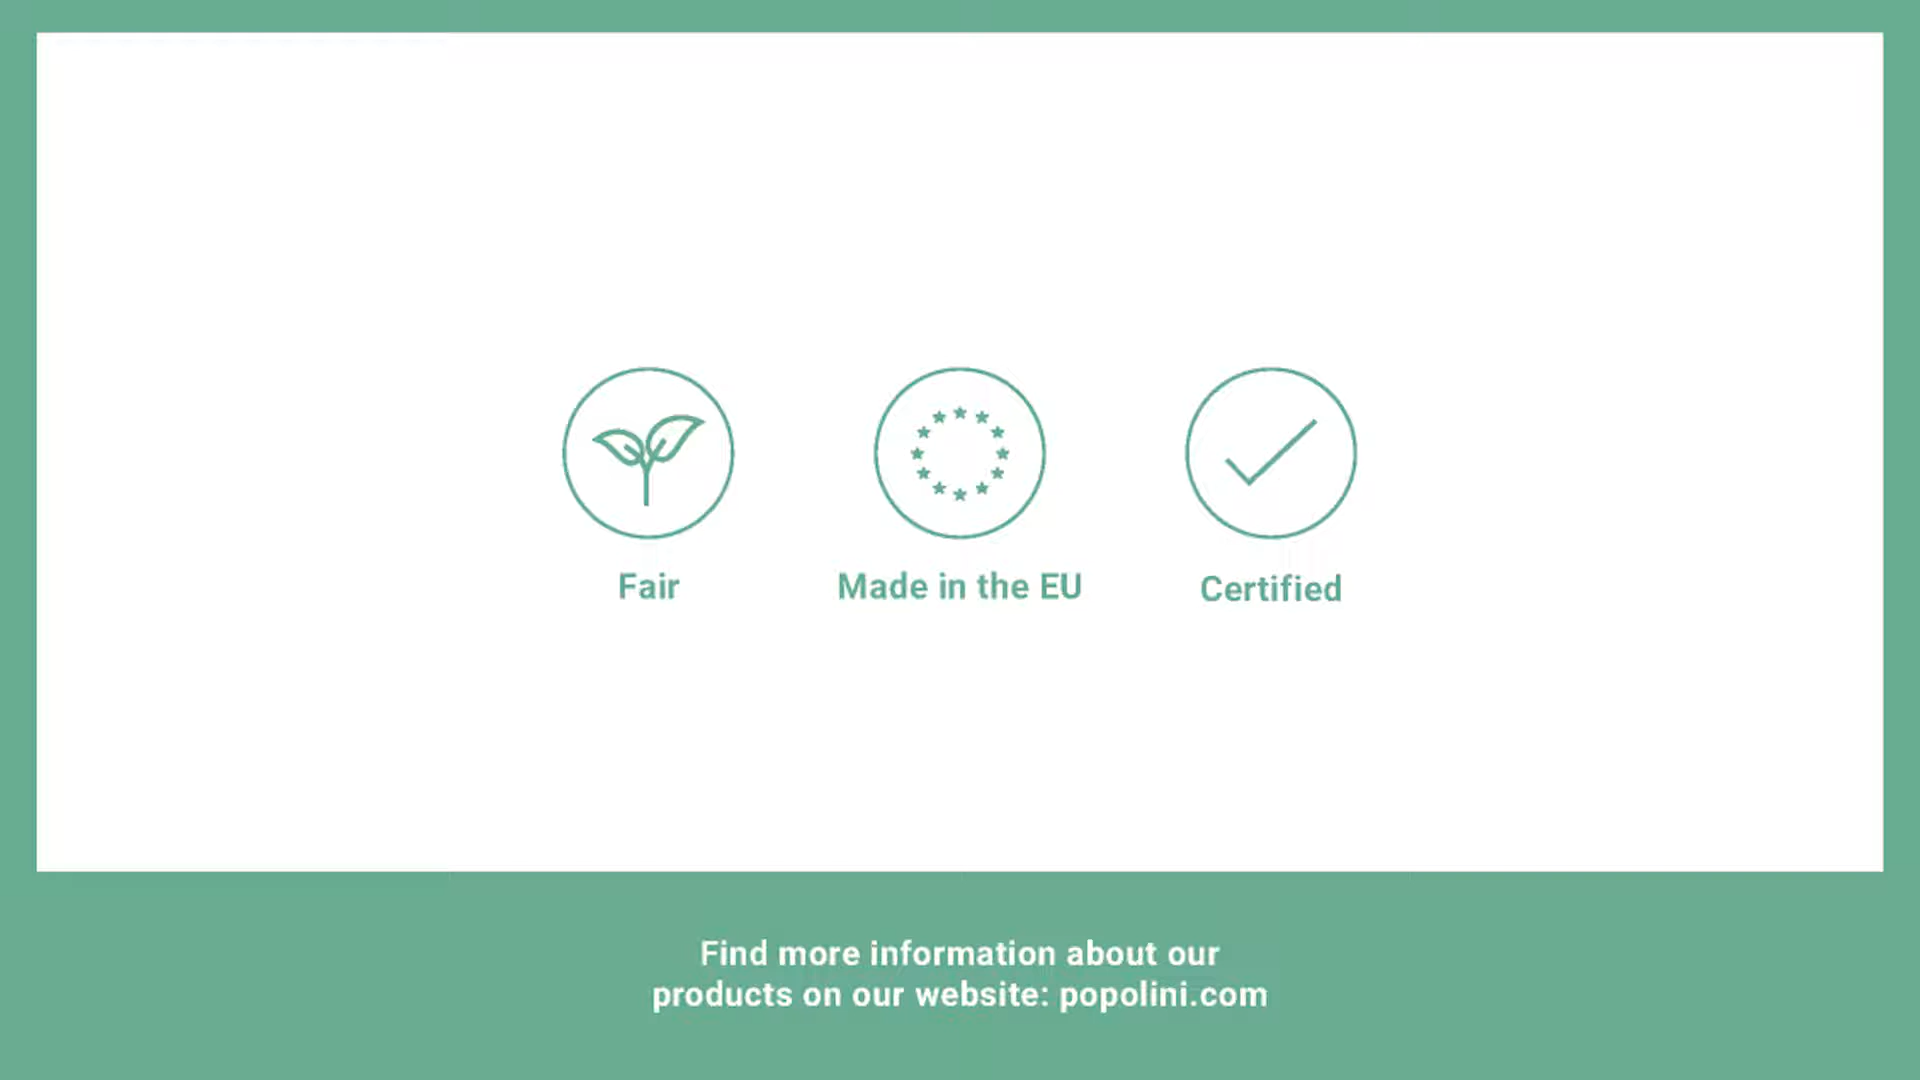 Fair
Made in the EU
Certified
Find more information about our
products on our website: popolini.com